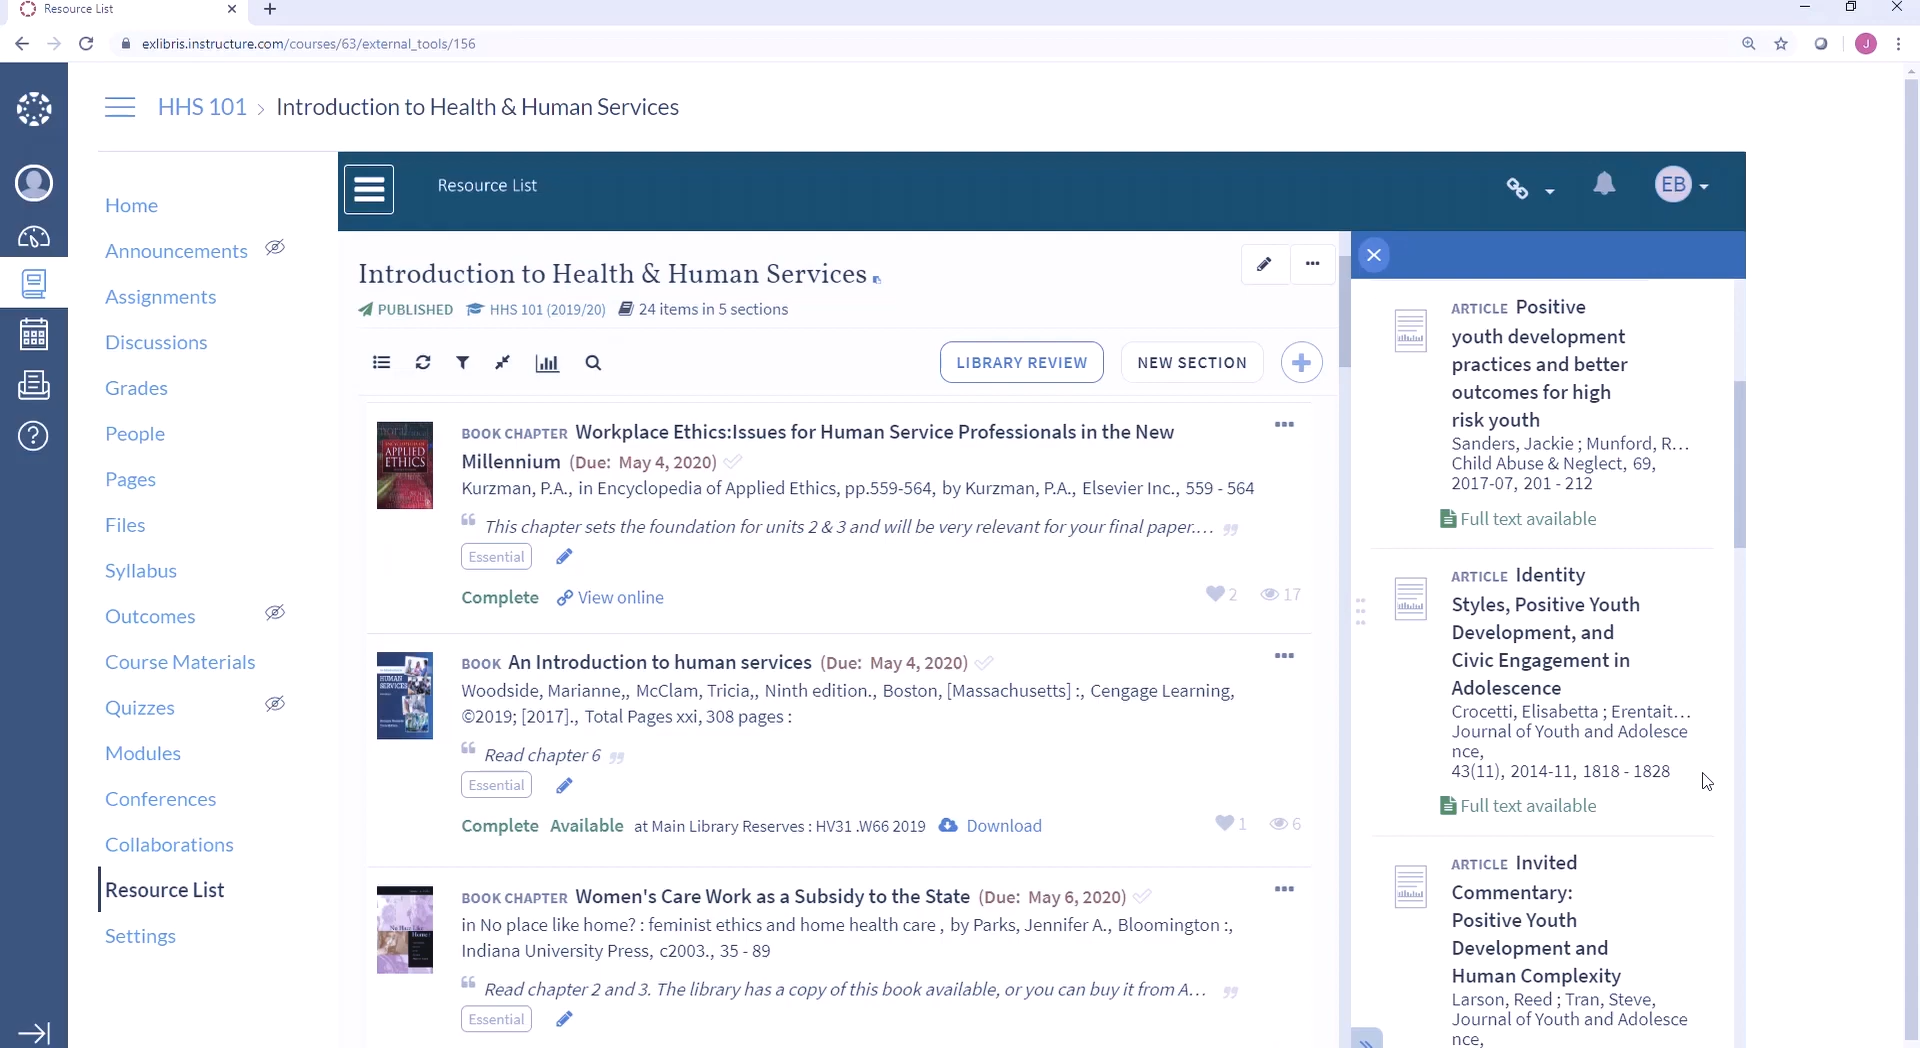 Resource List
exlibris.instructure.com/courses/63/external_tools/156
J
HHS 101 > Introduction to Health & Human Services
Home
Announcements
Assignments
Discussions
Grades
People
Pages
Files
Syllabus
Outcomes
Course Materials
Quizzes
Modules
Conferences
Collaborations
Resource List
Settings
Resource List
EB
Introduction to Health & Human Services
PUBLISHED HHS 101 (2019/20) 24 items in 5 sections
LIBRARY REVIEW
NEW SECTION
ENCYCLOPEDIA OF
APPLIED
ETHICS
BOOK CHAPTER Workplace Ethics:Issues for Human Service Professionals in the New
Millennium (Due: May 4, 2020)
Kurzman, P.A., in Encyclopedia of Applied Ethics, pp.559-564, by Kurzman, P.A., Elsevier Inc., 559 - 564
“ This chapter sets the foundation for units 2 & 3 and will be very relevant for your final paper.... ”
Essential
Complete View online
2 17
HUMAN
SERVICES
BOOK An Introduction to human services (Due: May 4, 2020)
Woodside, Marianne,, McClam, Tricia,, Ninth edition., Boston, [Massachusetts] :, Cengage Learning,
©2019; [2017]., Total Pages xxi, 308 pages :
“ Read chapter 6 ”
Essential
Complete Available at Main Library Reserves : HV31 .W66 2019 Download
1 6
No Place Like
Home?
BOOK CHAPTER Women's Care Work as a Subsidy to the State (Due: May 6, 2020)
in No place like home? : feminist ethics and home health care , by Parks, Jennifer A., Bloomington :,
Indiana University Press, c2003., 35 - 89
“ Read chapter 2 and 3. The library has a copy of this book available, or you can buy it from A... ”
Essential
ARTICLE Positive
youth development
practices and better
outcomes for high
risk youth
Sanders, Jackie ; Munford, R...
Child Abuse & Neglect, 69,
2017-07, 201 - 212
Full text available
ARTICLE Identity
Styles, Positive Youth
Development, and
Civic Engagement in
Adolescence
Crocetti, Elisabetta ; Erentait...
Journal of Youth and Adolesce
nce,
43(11), 2014-11, 1818 - 1828
Full text available
ARTICLE Invited
Commentary:
Positive Youth
Development and
Human Complexity
Larson, Reed ; Tran, Steve,
Journal of Youth and Adolesce
nce,